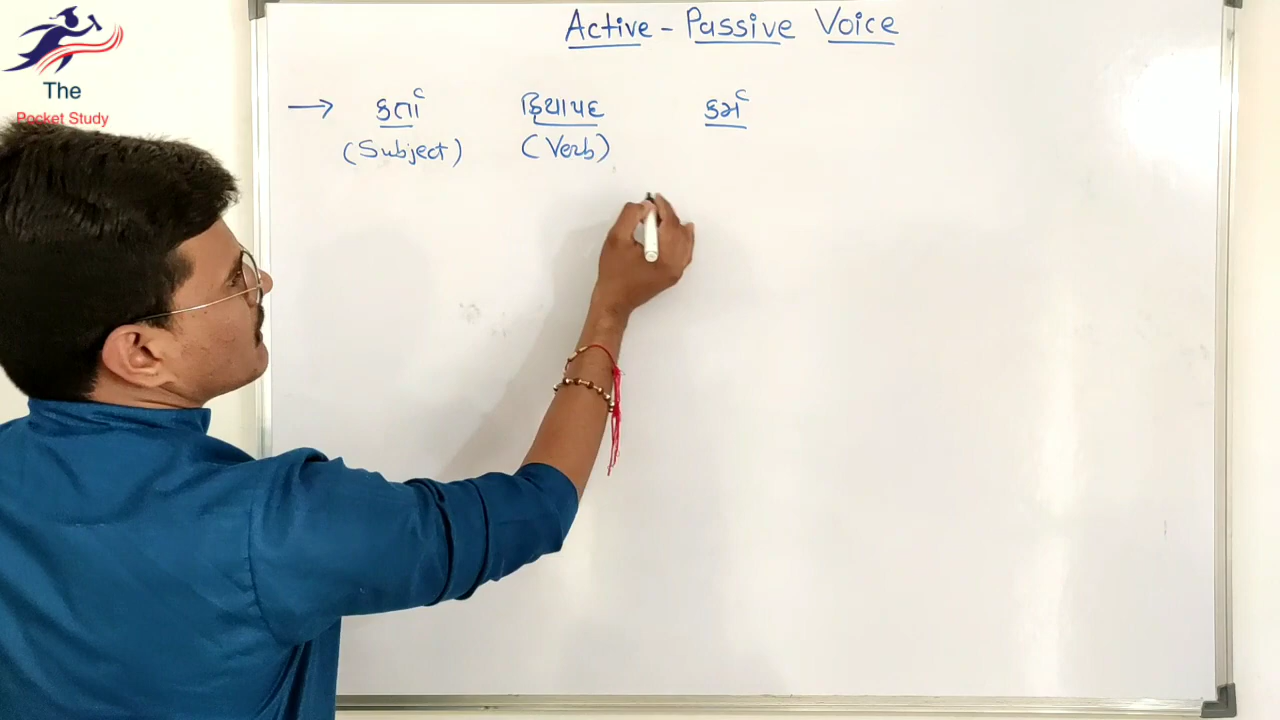 The
Pocket Study
Active - Passive Voice
→ કર્તા ક્રિયાપદ કર્મ
(Subject) (Verb)